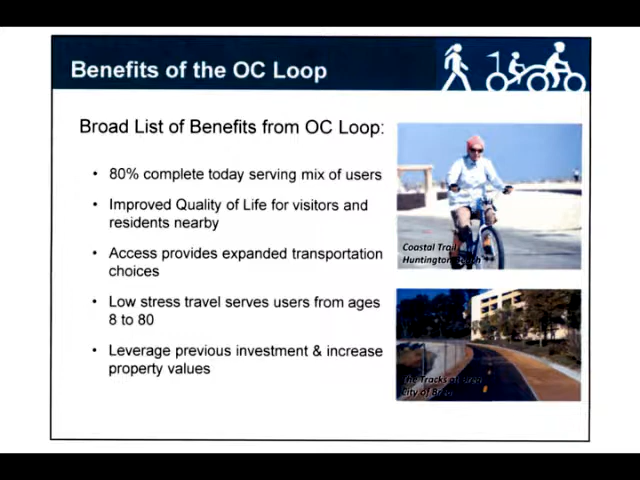 Benefits of the OC Loop
Broad List of Benefits from OC Loop:
• 80% complete today serving mix of users
• Improved Quality of Life for visitors and
residents nearby
• Access provides expanded transportation
choices
• Low stress travel serves users from ages
8 to 80
• Leverage previous investment & increase
property values
Coastal Trail
Huntington Beach
The Tracks at Brea
City of Brea